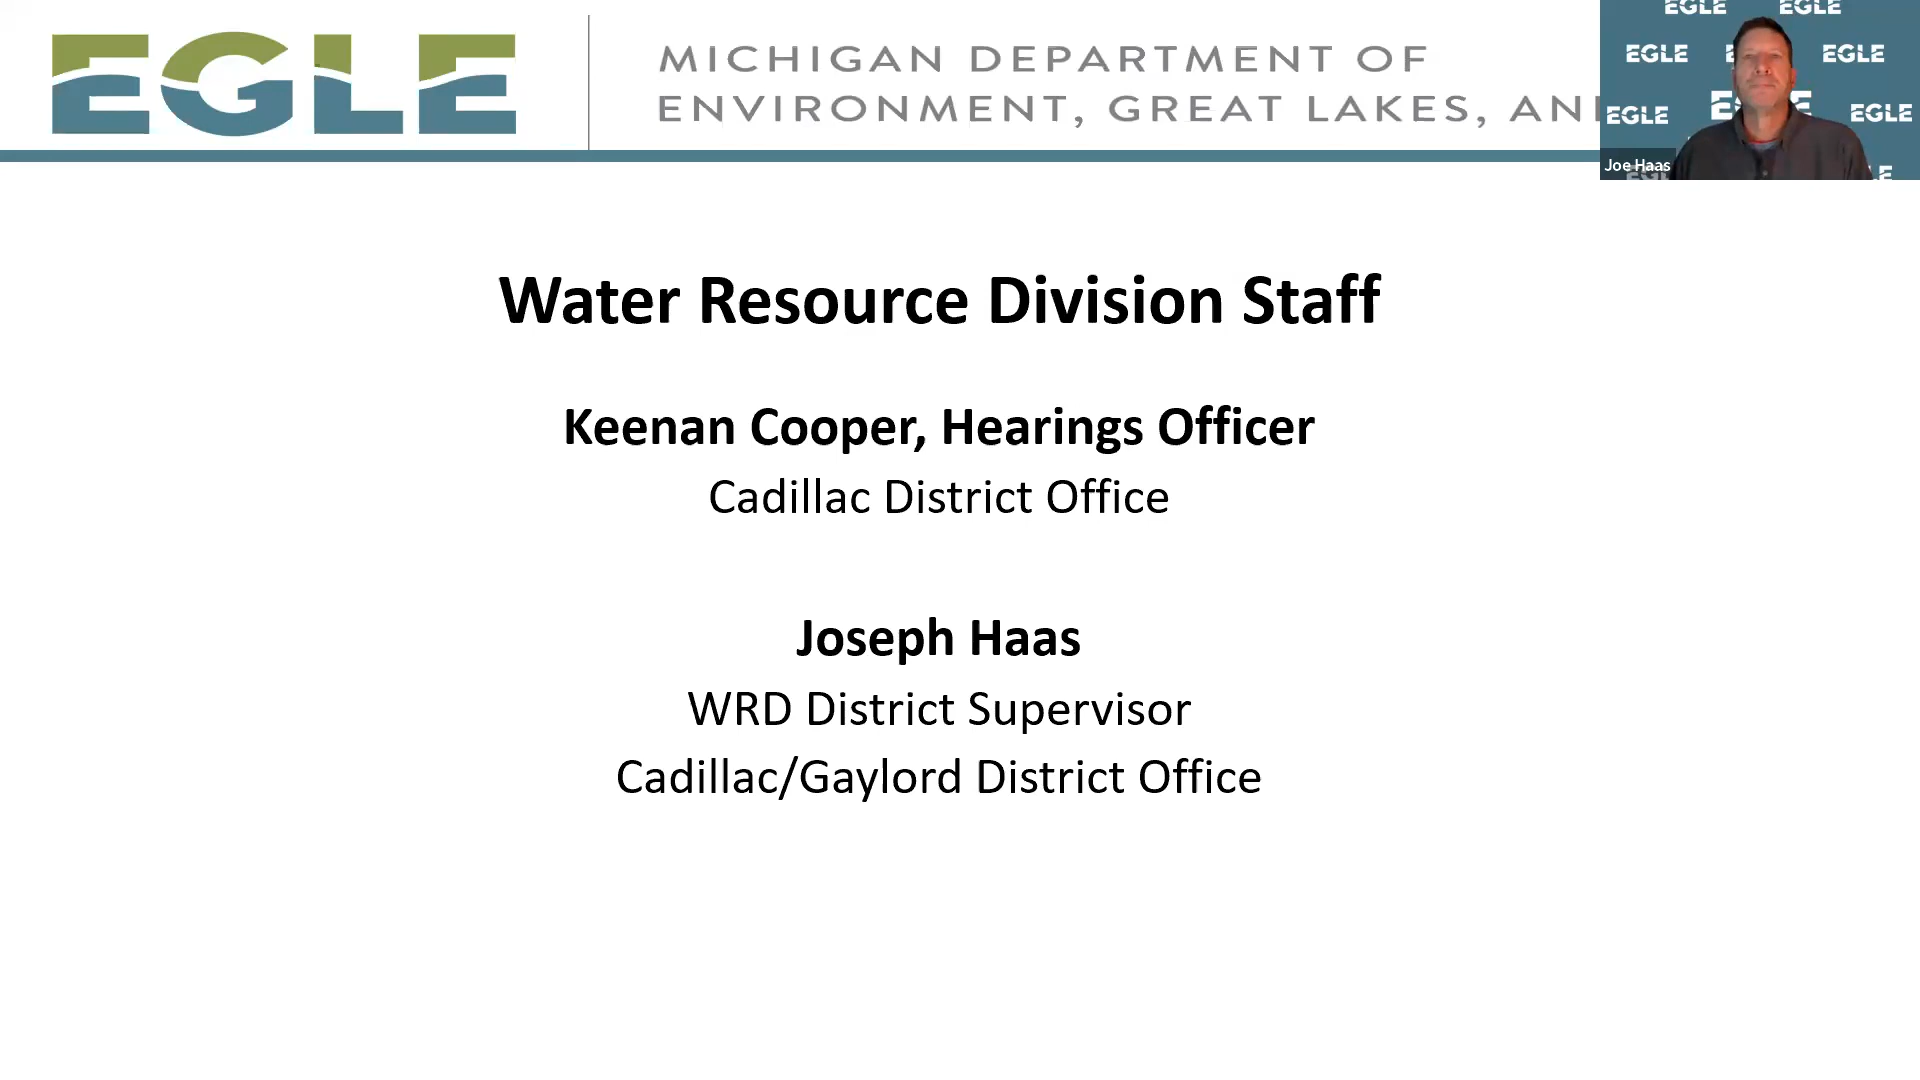 EGLE
MICHIGAN DEPARTMENT OF
ENVIRONMENT, GREAT LAKES, AN
EGLE EGLE
EGLE E EGLE
EGLE EGLE
Joe Haas
Water Resource Division Staff
Keenan Cooper, Hearings Officer
Cadillac District Office
Joseph Haas
WRD District Supervisor
Cadillac/Gaylord District Office